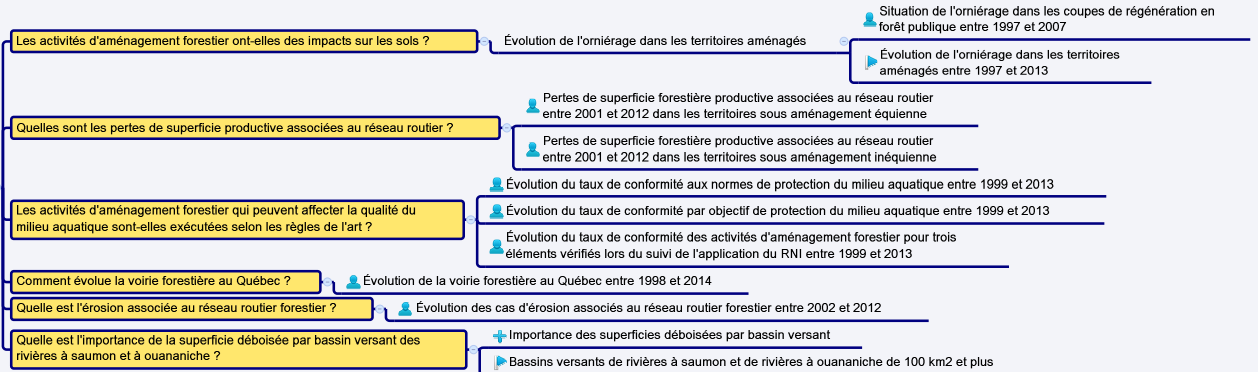 Les activités d'aménagement forestier ont-elles des impacts sur les sols ?
Évolution de l'orniérage dans les territoires aménagés
Situation de l'orniérage dans les coupes de régénération en
forêt publique entre 1997 et 2007
Évolution de l'orniérage dans les territoires
aménagés entre 1997 et 2013
Quelles sont les pertes de superficie productive associées au réseau routier ?
Pertes de superficie forestière productive associées au réseau routier
entre 2001 et 2012 dans les territoires sous aménagement équienne
Pertes de superficie forestière productive associées au réseau routier
entre 2001 et 2012 dans les territoires sous aménagement inéquienne
Les activités d'aménagement forestier qui peuvent affecter la qualité du
milieu aquatique sont-elles exécutées selon les règles de l'art ?
Évolution du taux de conformité aux normes de protection du milieu aquatique entre 1999 et 2013
Évolution du taux de conformité par objectif de protection du milieu aquatique entre 1999 et 2013
Évolution du taux de conformité des activités d'aménagement forestier pour trois
éléments vérifiés lors du suivi de l'application du RNI entre 1999 et 2013
Comment évolue la voirie forestière au Québec ?
Évolution de la voirie forestière au Québec entre 1998 et 2014
Quelle est l'érosion associée au réseau routier forestier ?
Évolution des cas d'érosion associés au réseau routier forestier entre 2002 et 2012
Quelle est l'importance de la superficie déboisée par bassin versant des
rivières à saumon et à ouananiche ?
Importance des superficies déboisées par bassin versant
Bassins versants de rivières à saumon et de rivières à ouananiche de 100 km2 et plus